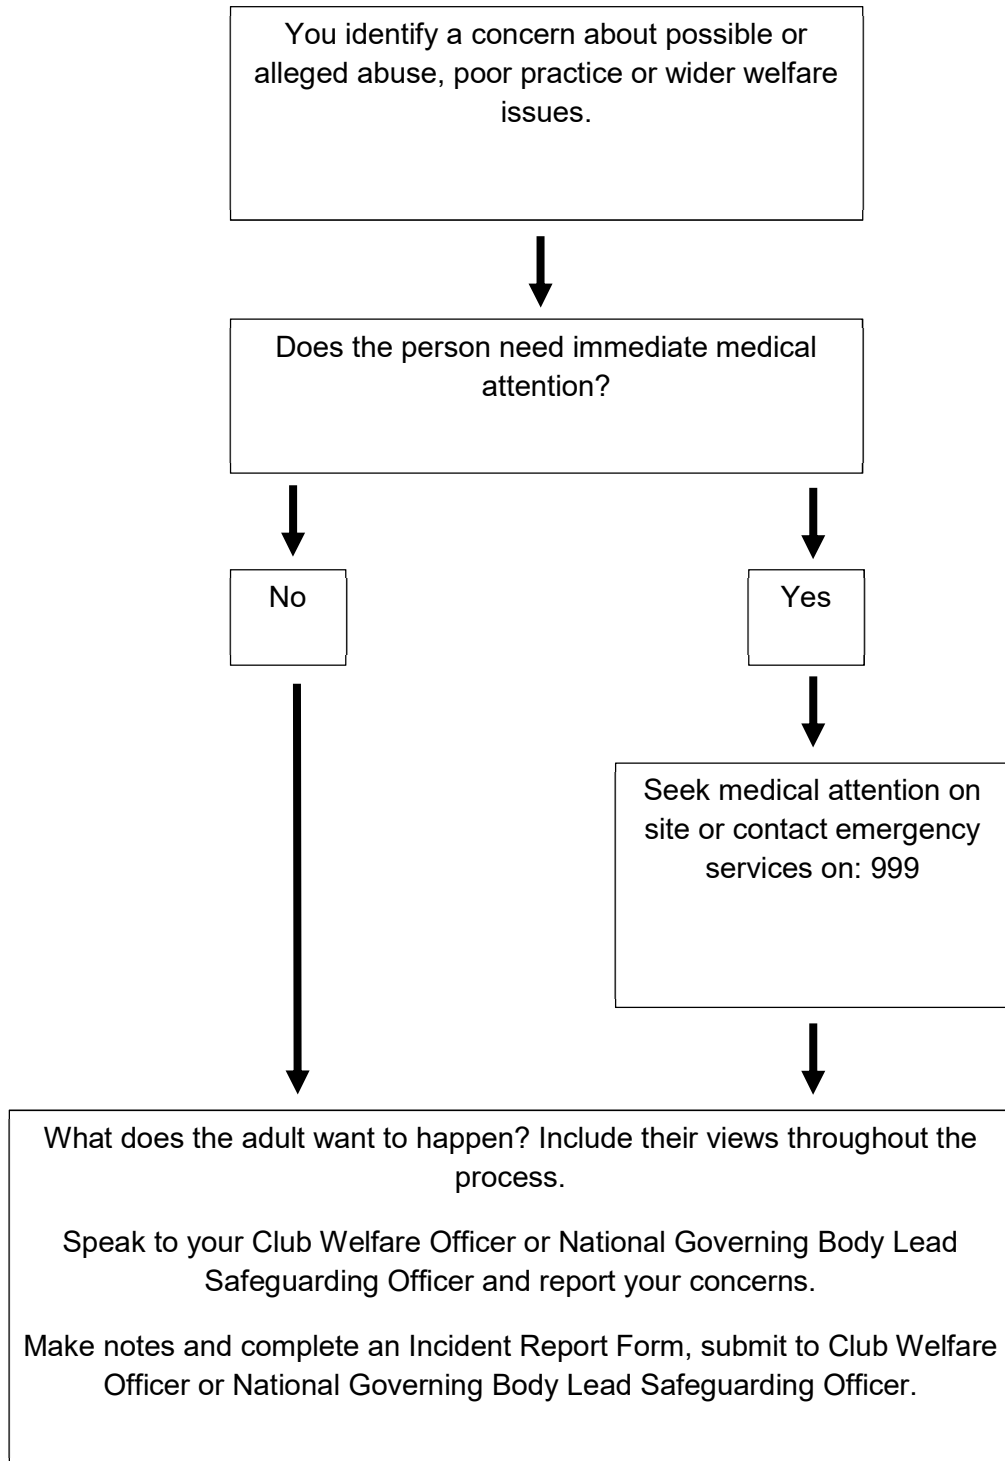 You identify a concern about possible or
alleged abuse, poor practice or wider welfare
issues.
Does the person need immediate medical
attention?
No
Yes
Seek medical attention on
site or contact emergency
services on: 999
What does the adult want to happen? Include their views throughout the
process.
Speak to your Club Welfare Officer or National Governing Body Lead
Safeguarding Officer and report your concerns.
Make notes and complete an Incident Report Form, submit to Club Welfare
Officer or National Governing Body Lead Safeguarding Officer.